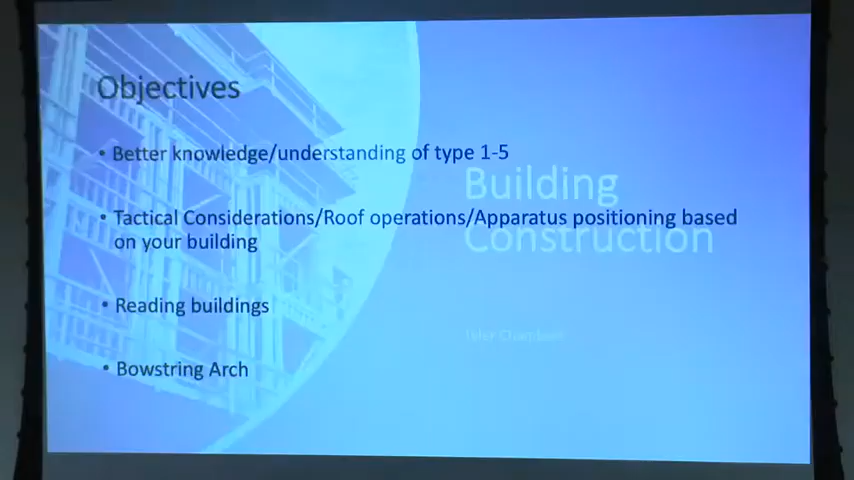 Objectives
• Better knowledge/understanding of type 1-5
Building
• Tactical Considerations/Roof operations/Apparatus positioning based
on your building
Construction
• Reading buildings
Tyler
• Bowstring Arch